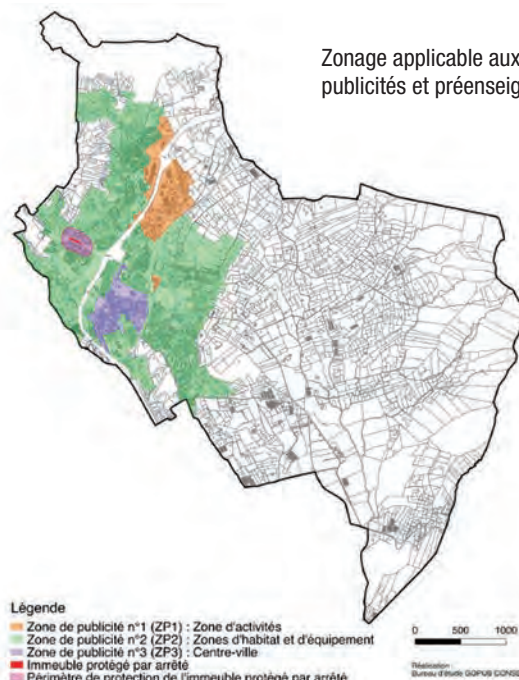 Zonage applicable aux
publicités et préenseig
Légende
Zone de publicité n°1 (ZP1) : Zone d'activités
Zone de publicité n°2 (ZP2) : Zones d'habitat et d'équipement
Zone de publicité n°3 (ZP3) : Centre-ville
Immeuble protégé par arrêté
Périmètre de protection de l'immeuble protégé par arrêté
0 500 1000
Réalisation :
Bureau d'étude GOPUB CONSE